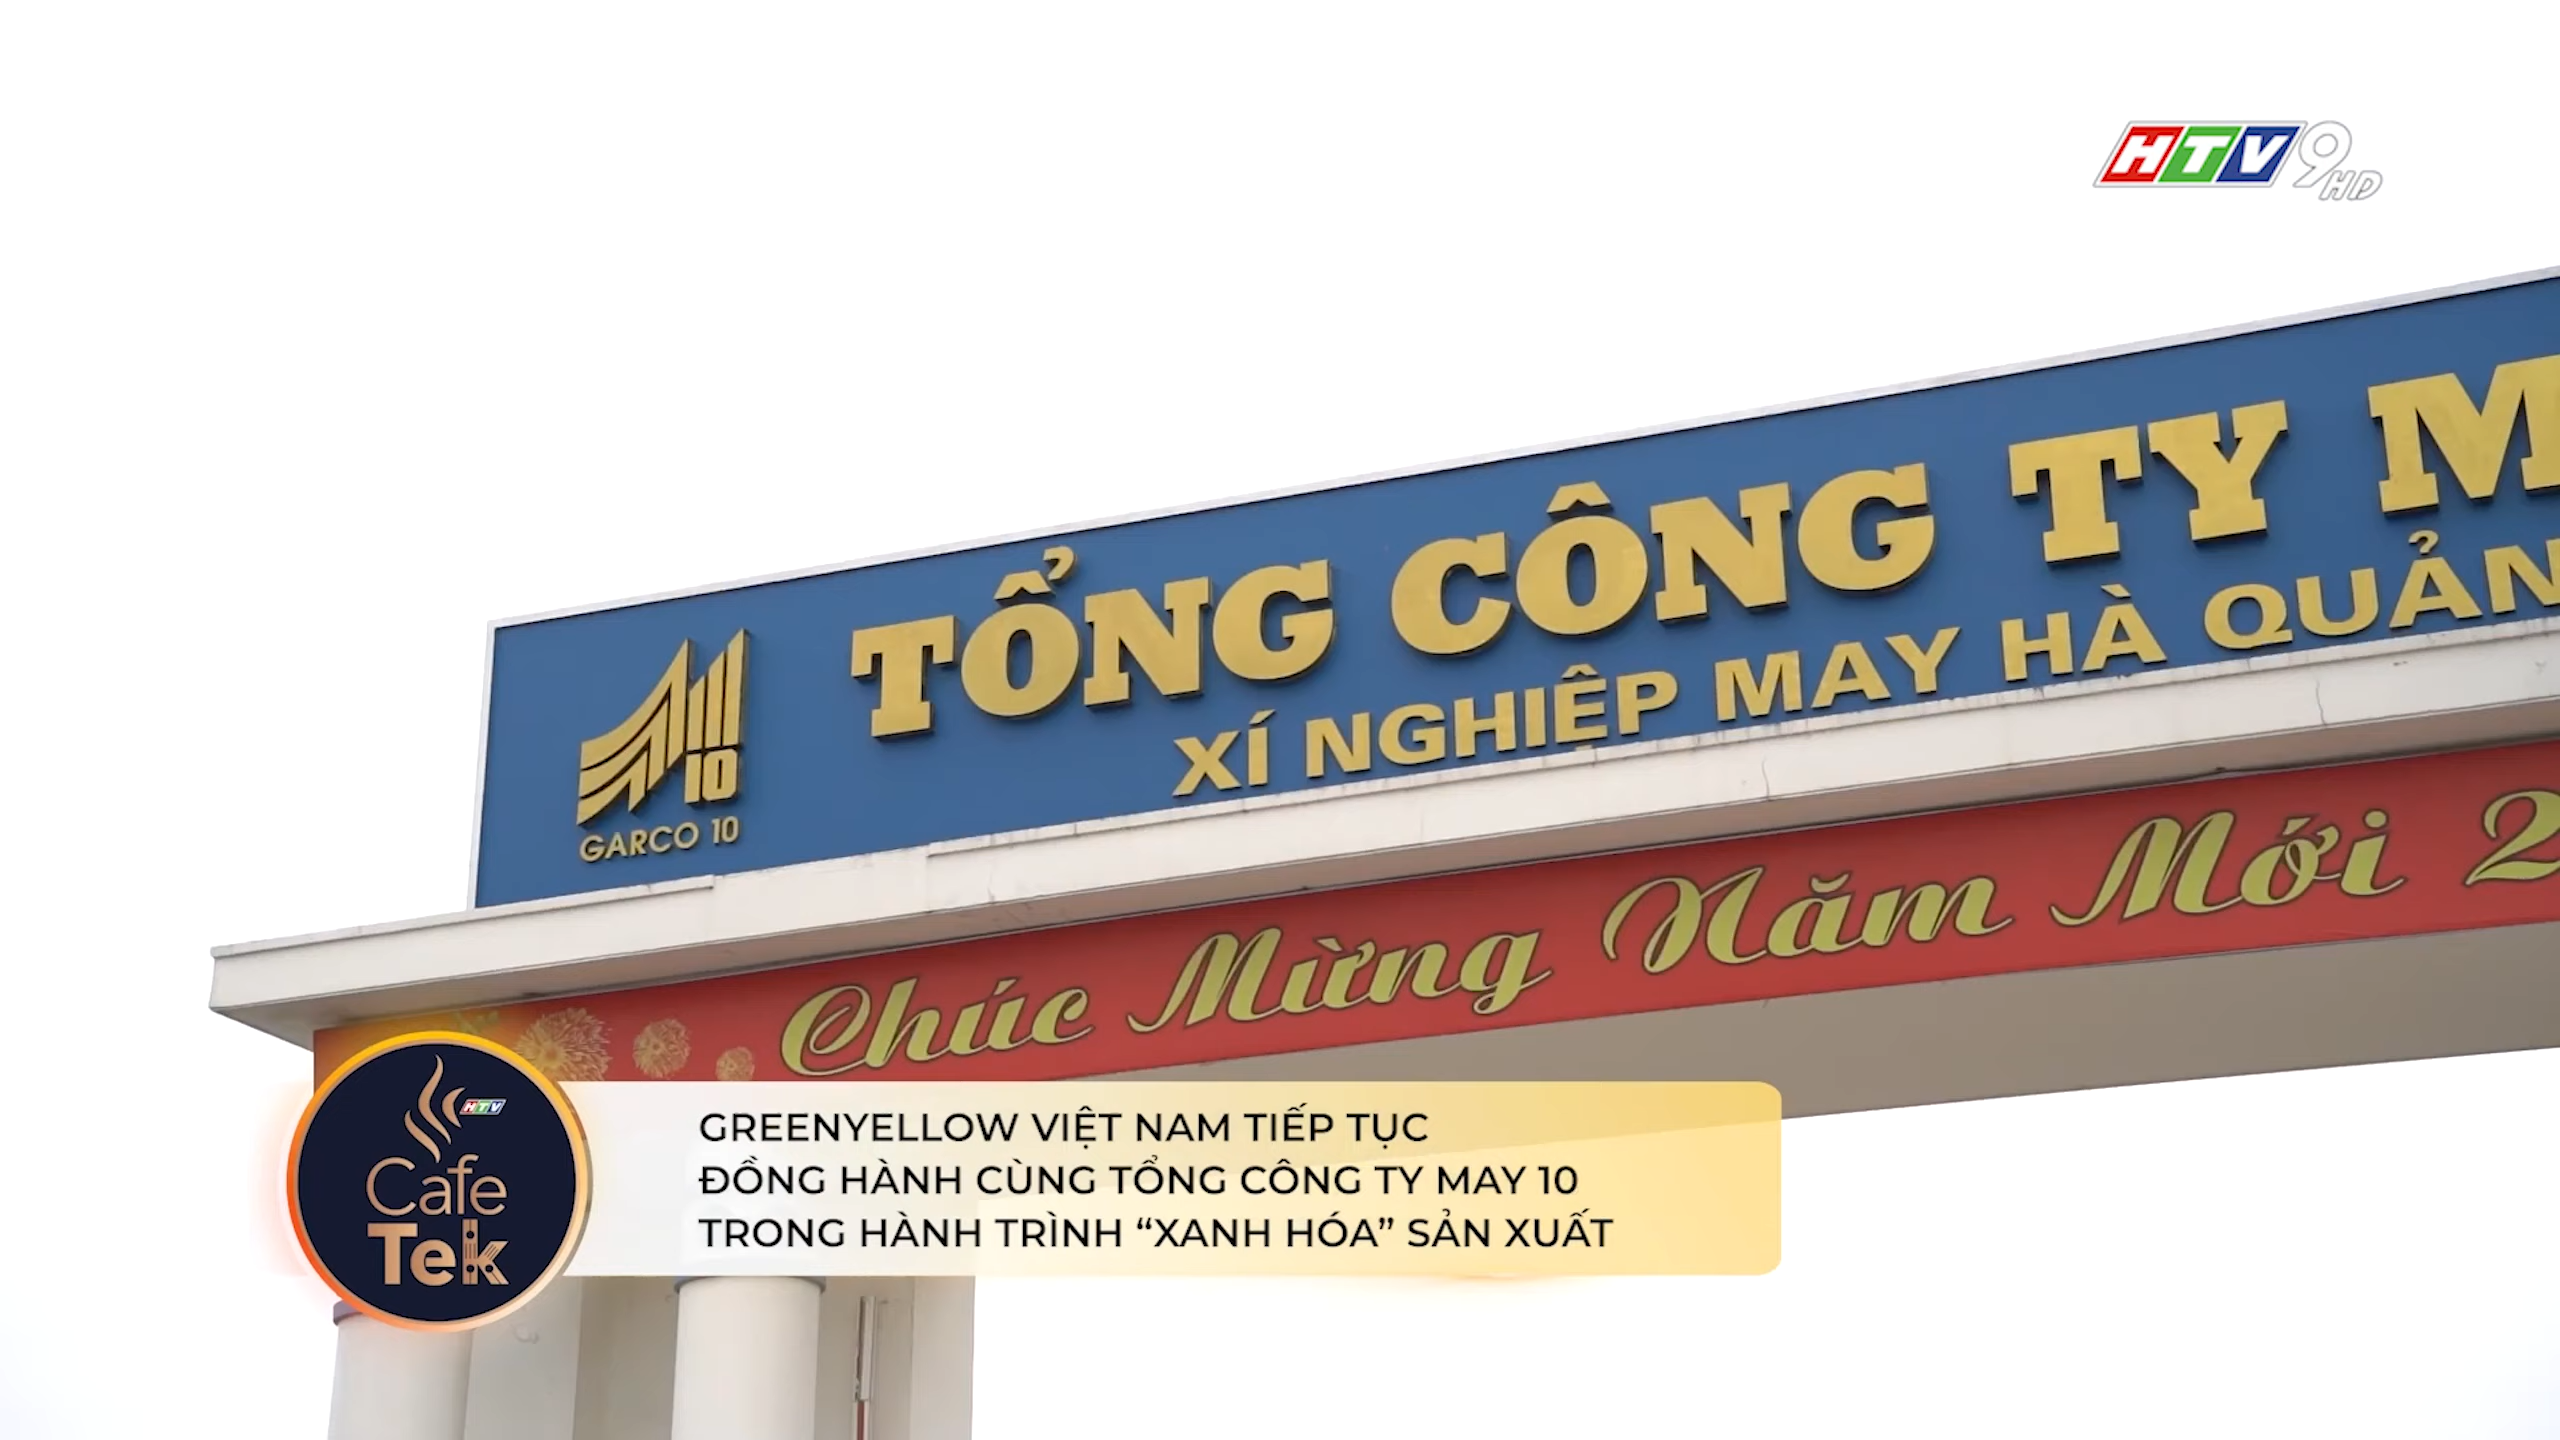 HTV9 HD
TỔNG CÔNG TY
XÍ NGHIỆP MAY HÀ
10
GARCO 10
Chúc Mừng Năm Mới
HTV
Cafe
Tek
GREENYELLOW VIỆT NAM TIẾP TỤC
ĐỒNG HÀNH CÙNG TỔNG CÔNG TY MAY 10
TRONG HÀNH TRÌNH “XANH HÓA” SẢN XUẤT